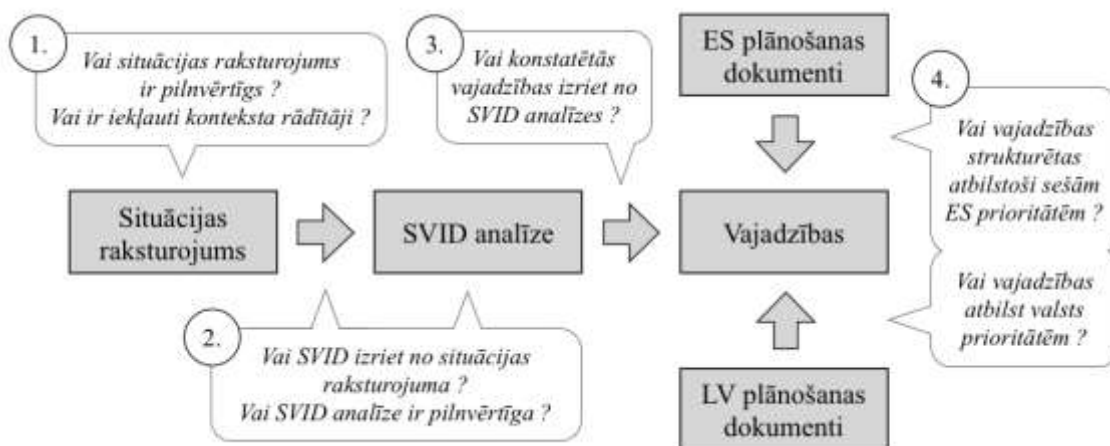 1.
Vai situācijas raksturojums
ir pilnvērtīgs ?
Vai ir iekļauti konteksta rādītāji ?
3.
Vai konstatētās
vajadzības izriet no
SVID analīzes ?
ES plānošanas
dokumenti
4.
Vai vajadzības
strukturētas
atbilstoši sešām
ES prioritātēm ?
Situācijas
raksturojums
SVID analīze
Vajadzības
Vai vajadzības
atbilst valsts
prioritātēm ?
2.
Vai SVID izriet no situācijas
raksturojuma ?
Vai SVID analīze ir pilnvērtīga ?
LV plānošanas
dokumenti